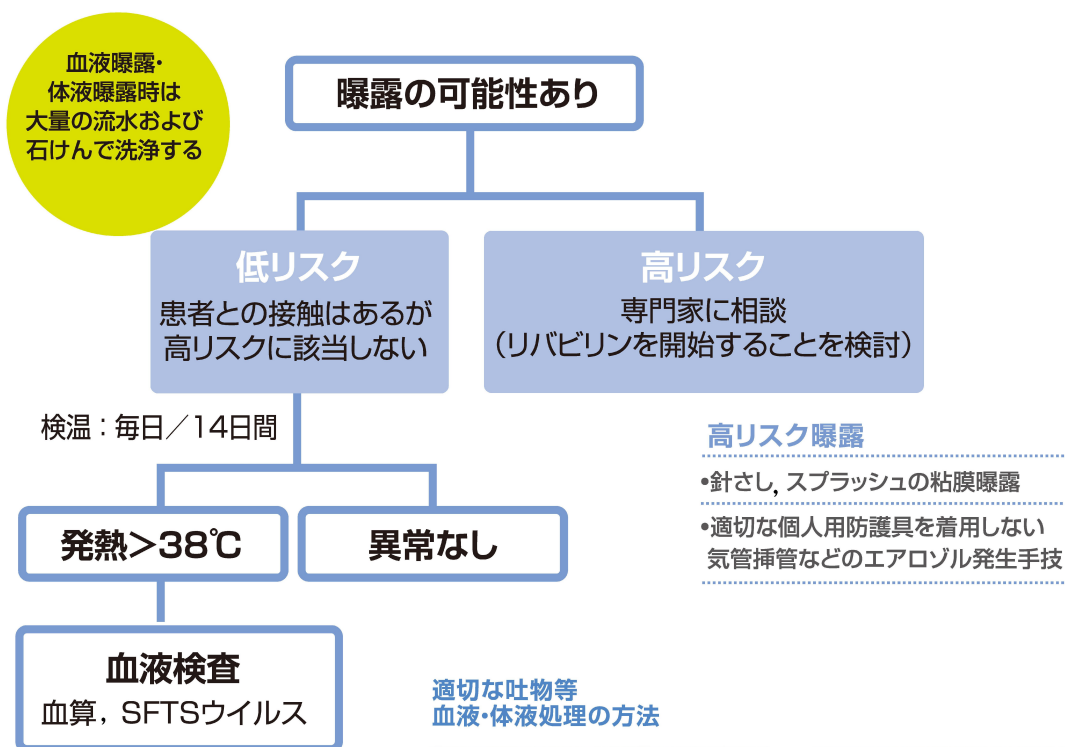 血液曝露・
体液曝露時は
大量の流水および
石けんで洗浄する
曝露の可能性あり
低リスク
患者との接触はあるが
高リスクに該当しない
高リスク
専門家に相談
（リバビリンを開始することを検討）
検温：毎日／14日間
高リスク曝露
•針さし，スプラッシュの粘膜曝露
•適切な個人用防護具を着用しない
気管挿管などのエアロゾル発生手技
発熱＞38℃
異常なし
血液検査
血算，SFTSウイルス
適切な吐物等
血液・体液処理の方法